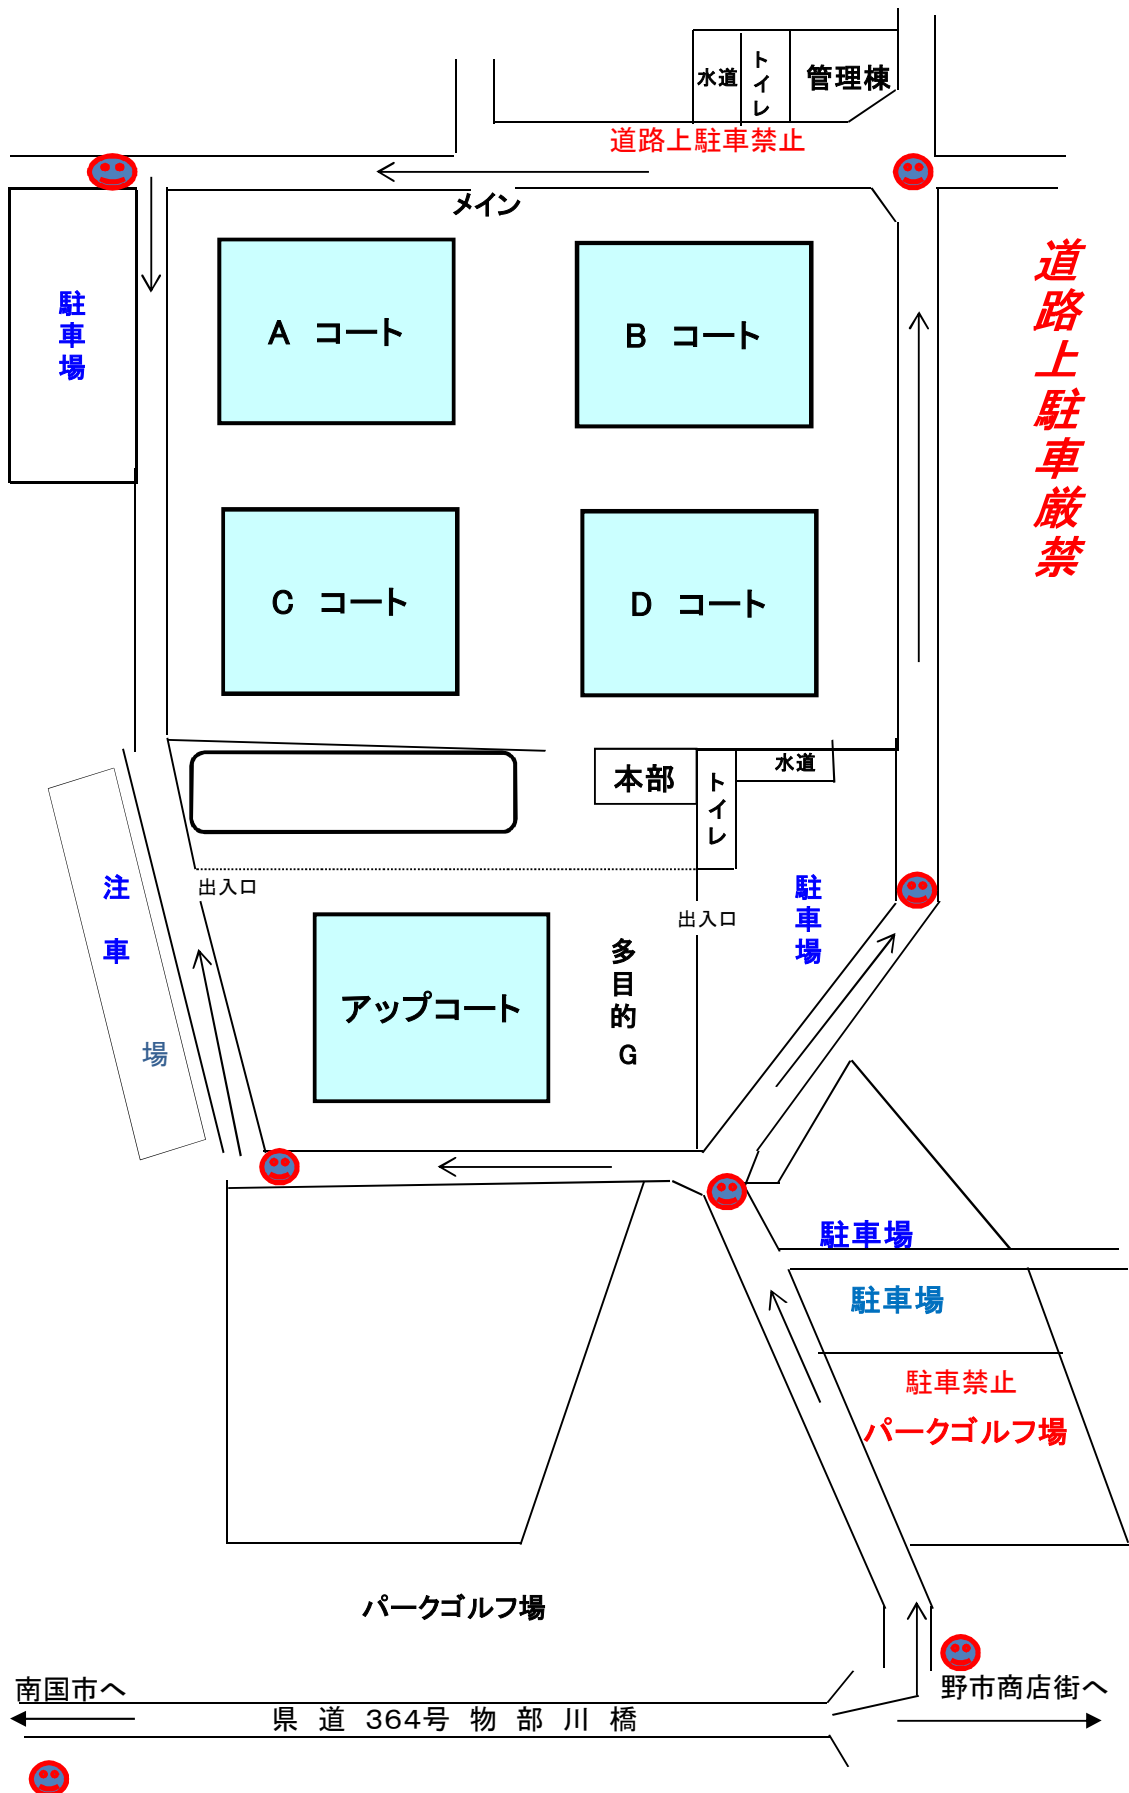 水道
トイレ
管理棟
道路上駐車禁止
メイン
道路上駐車厳禁
駐車場
A コート
B コート
C コート
D コート
本部
トイレ
水道
注車場
出入口
出入口
駐車場
多目的G
アップコート
駐車場
駐車場
駐車禁止
パークゴルフ場
パークゴルフ場
南国市へ
野市商店街へ
県 道 364号 物 部 川 橋